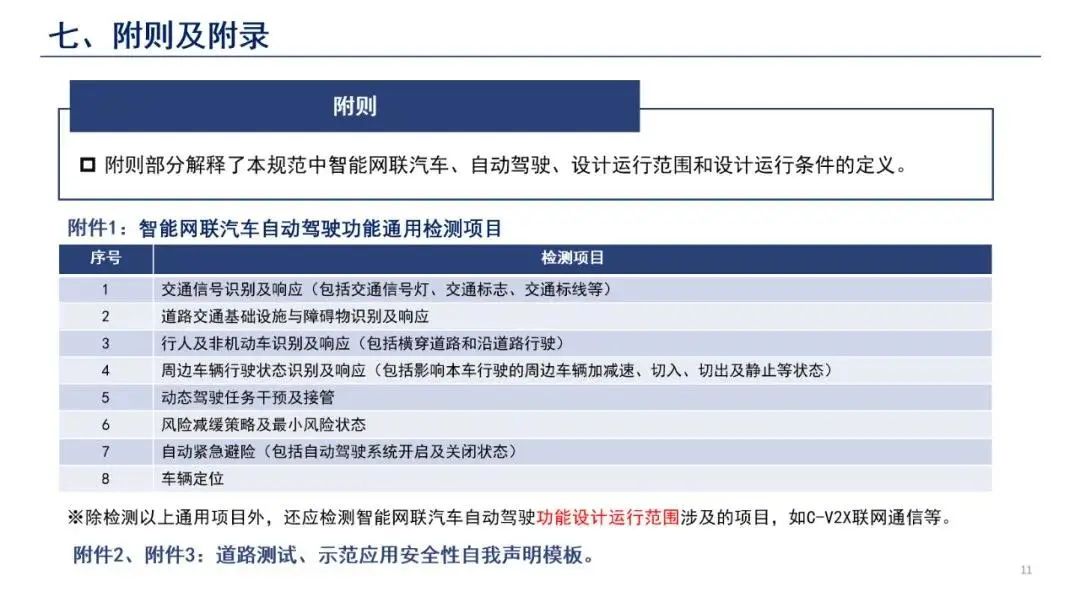 七、附则及附录
附则
附则部分解释了本规范中智能网联汽车、自动驾驶、设计运行范围和设计运行条件的定义。
附件1：智能网联汽车自动驾驶功能通用检测项目
序号 检测项目
1 交通信号识别及响应（包括交通信号灯、交通标志、交通标线等）
2 道路交通基础设施与障碍物识别及响应
3 行人及非机动车识别及响应（包括横穿道路和沿道路行驶）
4 周边车辆行驶状态识别及响应（包括影响本车行驶的周边车辆加减速、切入、切出及静止等状态）
5 动态驾驶任务干预及接管
6 风险减缓策略及最小风险状态
7 自动紧急避险（包括自动驾驶系统开启及关闭状态）
8 车辆定位
※除检测以上通用项目外，还应检测智能网联汽车自动驾驶功能设计运行范围涉及的项目，如C-V2X联网通信等。
附件2、附件3：道路测试、示范应用安全性自我声明模板。
11